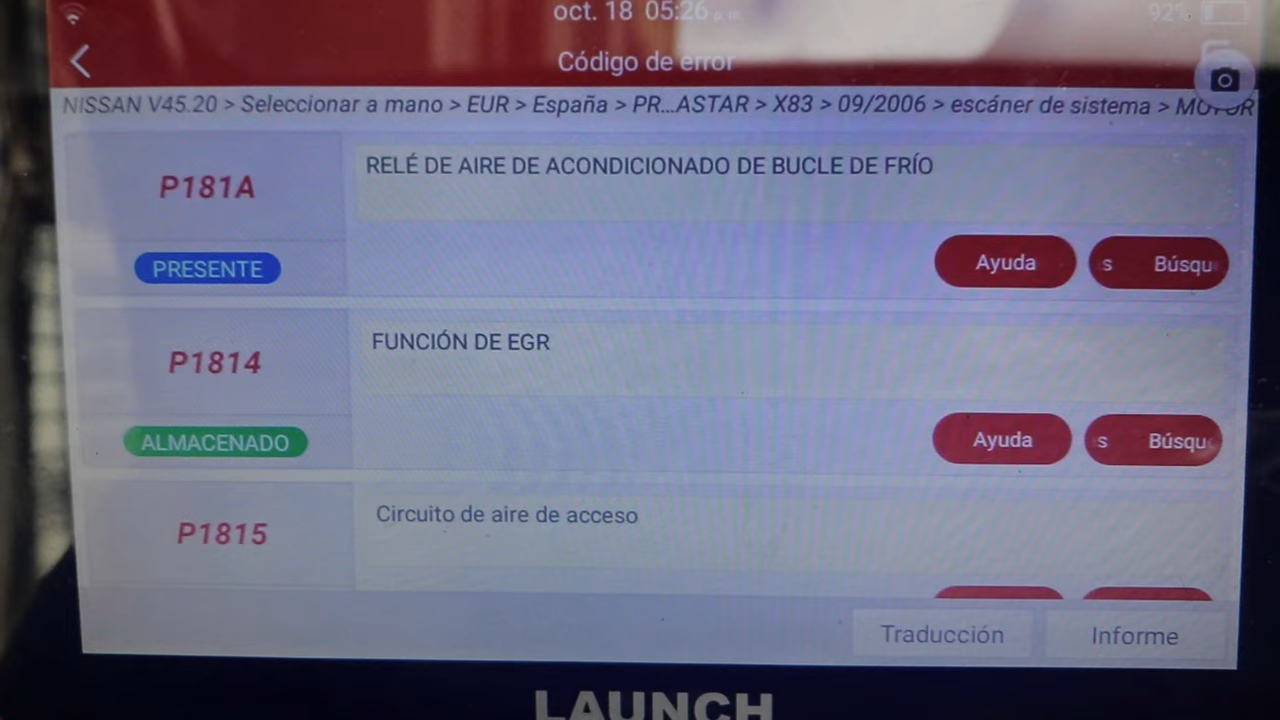 oct. 18 05:26 p. m.
92%
Código de error
NISSAN V45.20 > Seleccionar a mano > EUR > España > PR...ASTAR > X83 > 09/2006 > escáner de sistema > MOTOR
P181A
RELÉ DE AIRE DE ACONDICIONADO DE BUCLE DE FRÍO
PRESENTE
Ayuda
s Búsqu
P1814
FUNCIÓN DE EGR
ALMACENADO
Ayuda
s Búsqu
P1815
Circuito de aire de acceso
Traducción
Informe
LAUNCH